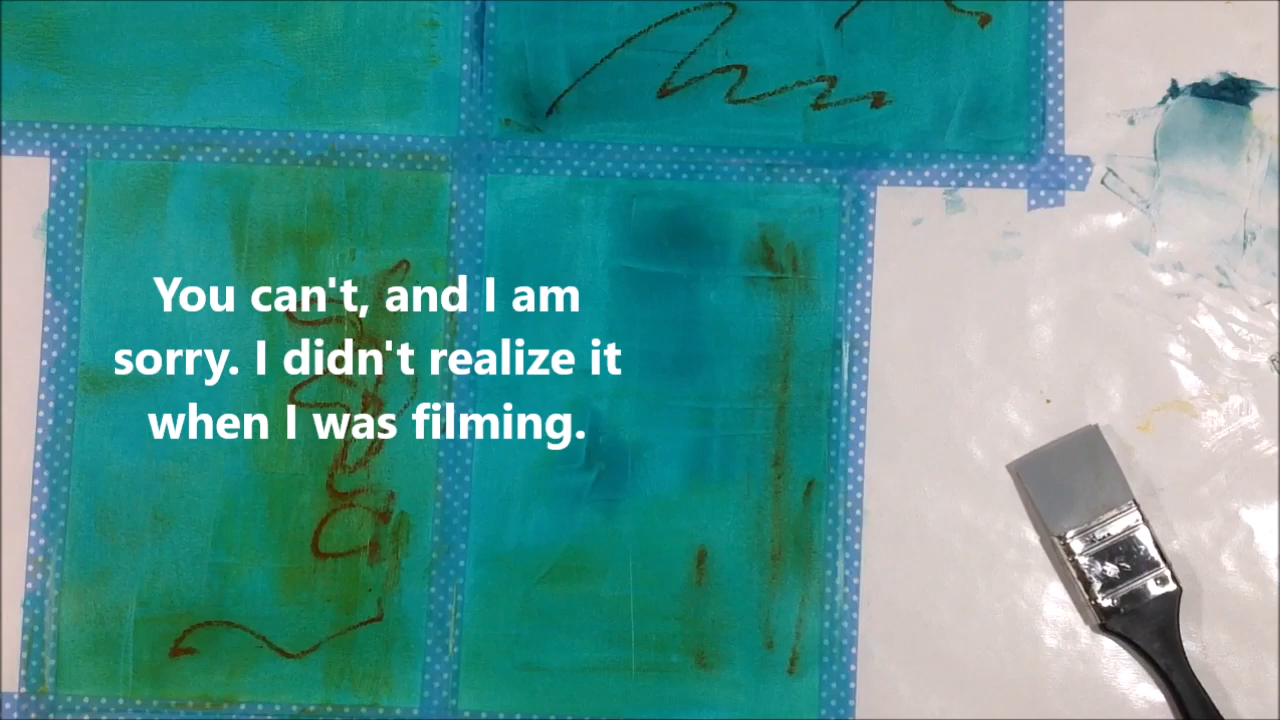 You can't, and I am
sorry. I didn't realize it
when I was filming.